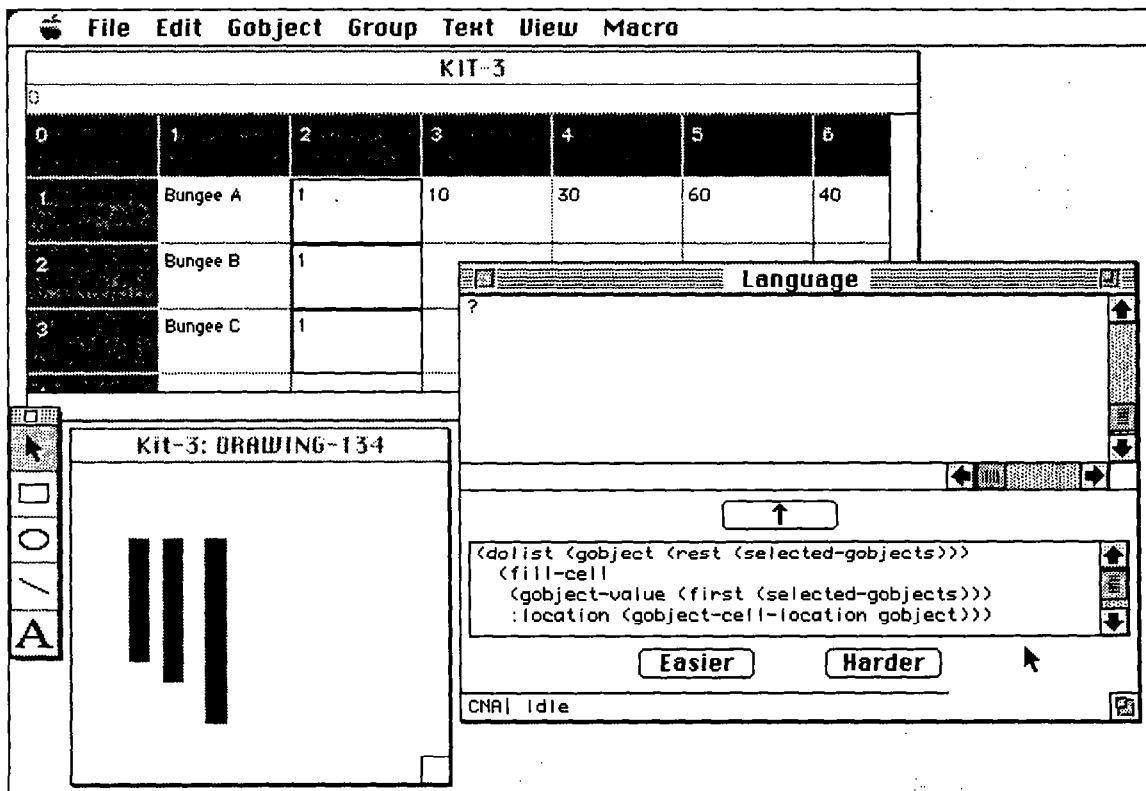 File Edit Gobject Group Text View Macro
KIT-3
0
0 1 2 3 4 5 6
1 Bungee A 1 10 30 60 40
2 Bungee B 1
3 Bungee C 1
Language
?
Kit-3: DRAWING-134
A
↑
(dolist (gobject (rest (selected-gobjects)))
(fill-cell
(gobject-value (first (selected-gobjects)))
:location (gobject-cell-location gobject)))
Easier Harder
CNA| Idle